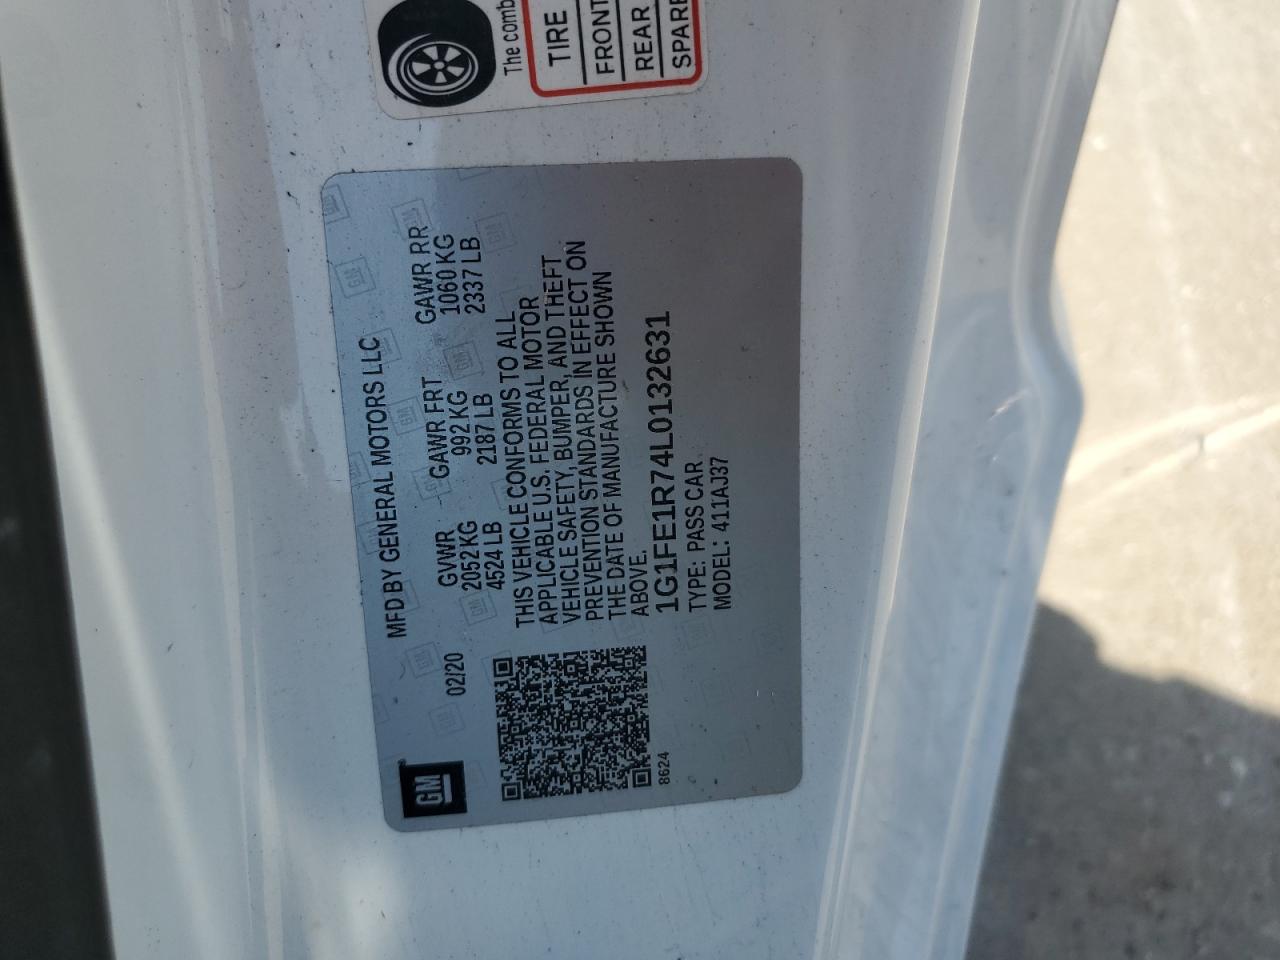 The comb
TIRE
FRONT
REAR
SPARE
GM
MFD BY GENERAL MOTORS LLC
02/20
GVWR GAWR FRT GAWR RR
2052 KG 992 KG 1060 KG
4524 LB 2187 LB 2337 LB
THIS VEHICLE CONFORMS TO ALL
APPLICABLE U.S. FEDERAL MOTOR
VEHICLE SAFETY, BUMPER, AND THEFT
PREVENTION STANDARDS IN EFFECT ON
THE DATE OF MANUFACTURE SHOWN
ABOVE.
1G1FE1R74L0132631
TYPE: PASS CAR
MODEL: 411AJ37
8624